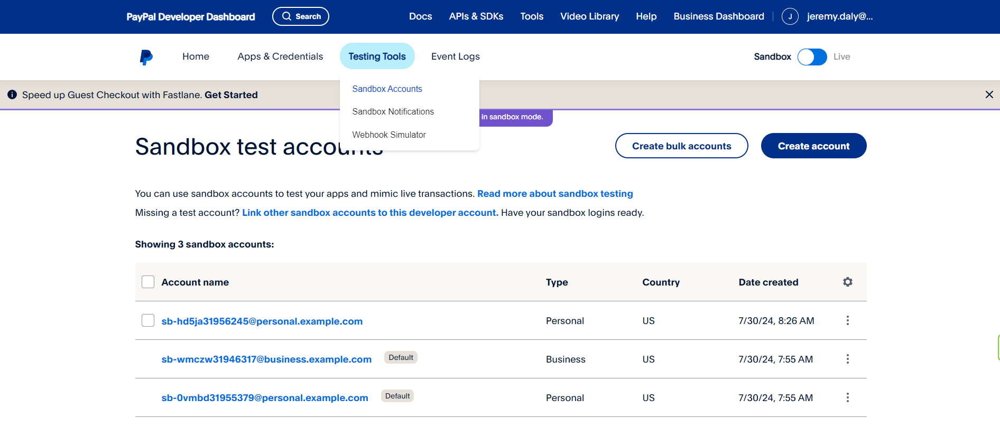 PayPal Developer Dashboard Search Docs APIs & SDKs Tools Video Library Help Business Dashboard J jeremy.daly@...
Home Apps & Credentials Testing Tools Event Logs Sandbox Live
Speed up Guest Checkout with Fastlane. Get Started
Sandbox Accounts
Sandbox Notifications
Webhook Simulator
in sandbox mode.
Sandbox test accounts
Create bulk accounts Create account
You can use sandbox accounts to test your apps and mimic live transactions. Read more about sandbox testing
Missing a test account? Link other sandbox accounts to this developer account. Have your sandbox logins ready.
Showing 3 sandbox accounts:
Account name Type Country Date created
sb-hd5ja31956245@personal.example.com Personal US 7/30/24, 8:26 AM
sb-wmczw31946317@business.example.com Default Business US 7/30/24, 7:55 AM
sb-0vmbd31955379@personal.example.com Default Personal US 7/30/24, 7:55 AM